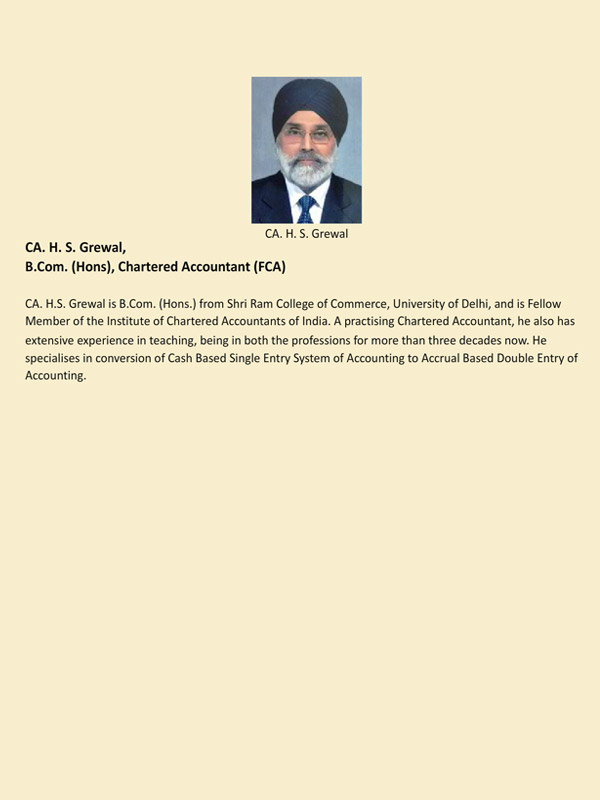 CA. H. S. Grewal
CA. H. S. Grewal,
B.Com. (Hons), Chartered Accountant (FCA)
CA. H.S. Grewal is B.Com. (Hons.) from Shri Ram College of Commerce, University of Delhi, and is Fellow
Member of the Institute of Chartered Accountants of India. A practising Chartered Accountant, he also has
extensive experience in teaching, being in both the professions for more than three decades now. He
specialises in conversion of Cash Based Single Entry System of Accounting to Accrual Based Double Entry of
Accounting.